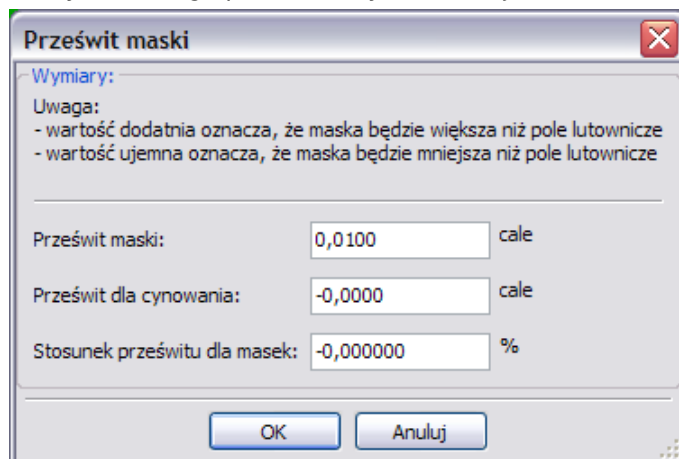 Prześwit maski
Wymiary:
Uwaga:
- wartość dodatnia oznacza, że maska będzie większa niż pole lutownicze
- wartość ujemna oznacza, że maska będzie mniejsza niż pole lutownicze
Prześwit maski: 0,0100 cale
Prześwit dla cynowania: -0,0000 cale
Stosunek prześwitu dla masek: -0,000000 %
OK Anuluj